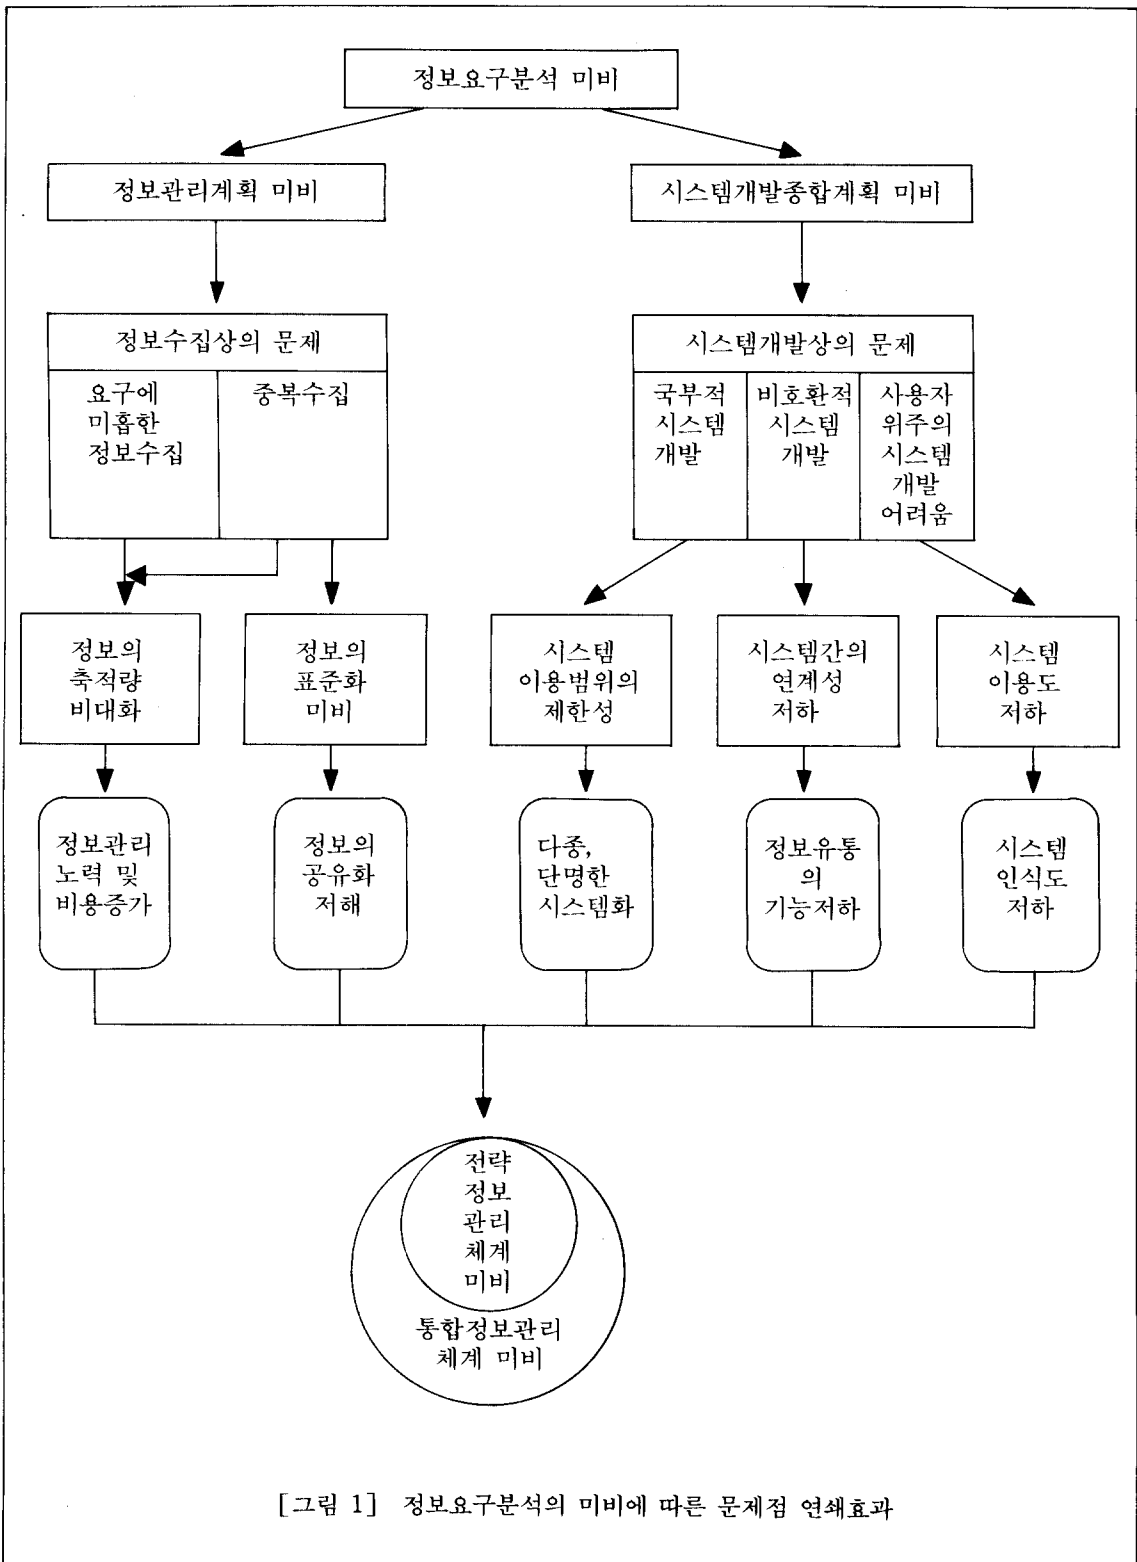 정보요구분석 미비
정보관리계획 미비
시스템개발종합계획 미비
정보수집상의 문제
요구에
미흡한
정보수집
중복수집
시스템개발상의 문제
국부적
시스템
개발
비호환적
시스템
개발
사용자
위주의
시스템
개발
어려움
정보의
축적량
비대화
정보의
표준화
미비
시스템
이용범위의
제한성
시스템간의
연계성
저하
시스템
이용도
저하
정보관리
노력 및
비용증가
정보의
공유화
저해
다종,
단명한
시스템화
정보유통
의
기능저하
시스템
인식도
저하
전략
정보
관리
체계
미비
통합정보관리
체계 미비
[그림 1] 정보요구분석의 미비에 따른 문제점 연쇄효과